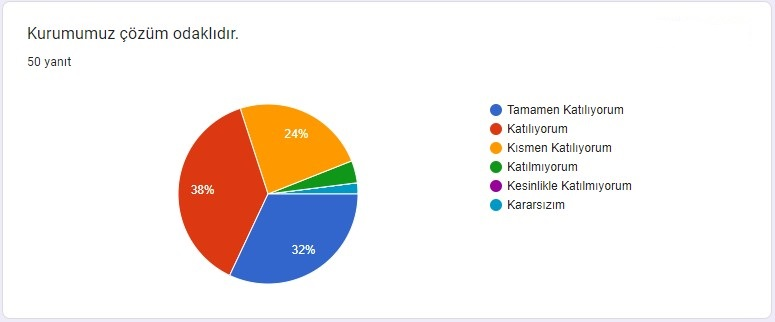 Kurumumuz çözüm odaklıdır.
50 yanıt
24%
38%
32%
Tamamen Katılıyorum
Katılıyorum
Kısmen Katılıyorum
Katılmıyorum
Kesinlikle Katılmıyorum
Kararsızım